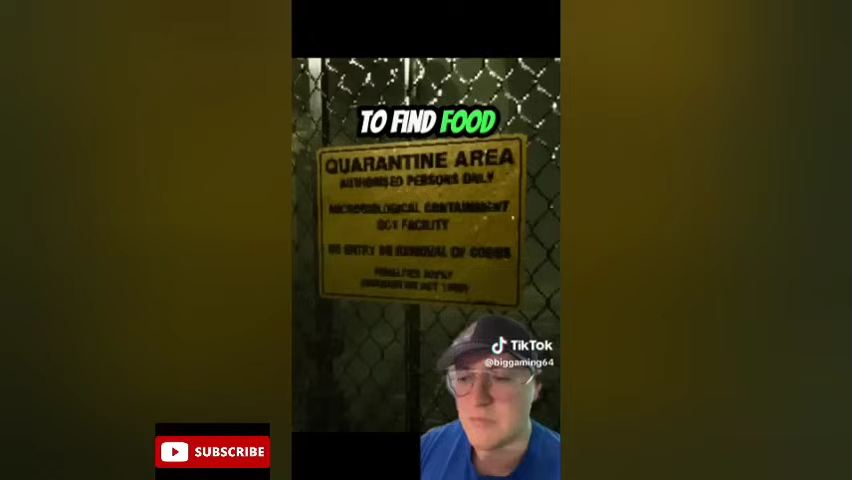 TO FIND FOOD
QUARANTINE AREA
AUTHORISED PERSONS ONLY
MICROBIOLOGICAL CONTAINMENT
QC1 FACILITY
NO ENTRY OR REMOVAL OF GOODS
PENALTIES APPLY
TikTok
@biggaming64
SUBSCRIBE